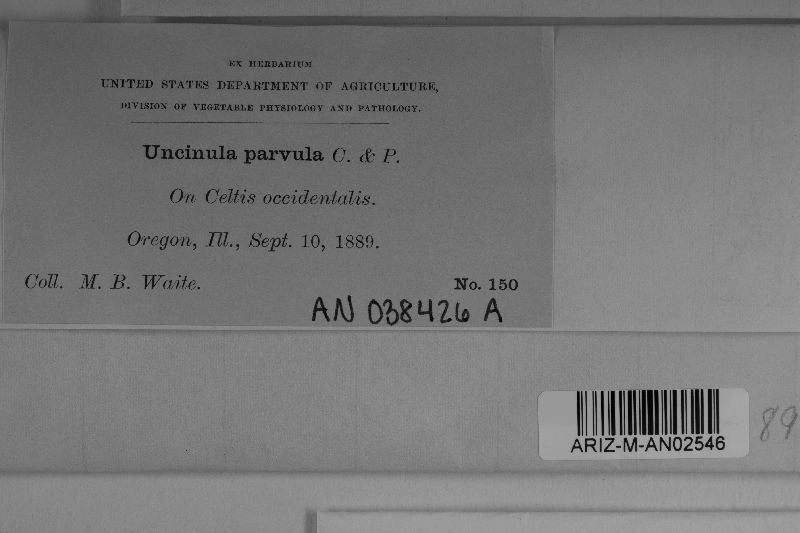 EX HERBARIUM
UNITED STATES DEPARTMENT OF AGRICULTURE,
DIVISION OF VEGETABLE PHYSIOLOGY AND PATHOLOGY.
Uncinula parvula C. & P.
On Celtis occidentalis.
Oregon, Ill., Sept. 10, 1889.
Coll. M. B. Waite. No. 150
AN 038426 A
ARIZ-M-AN02546
89